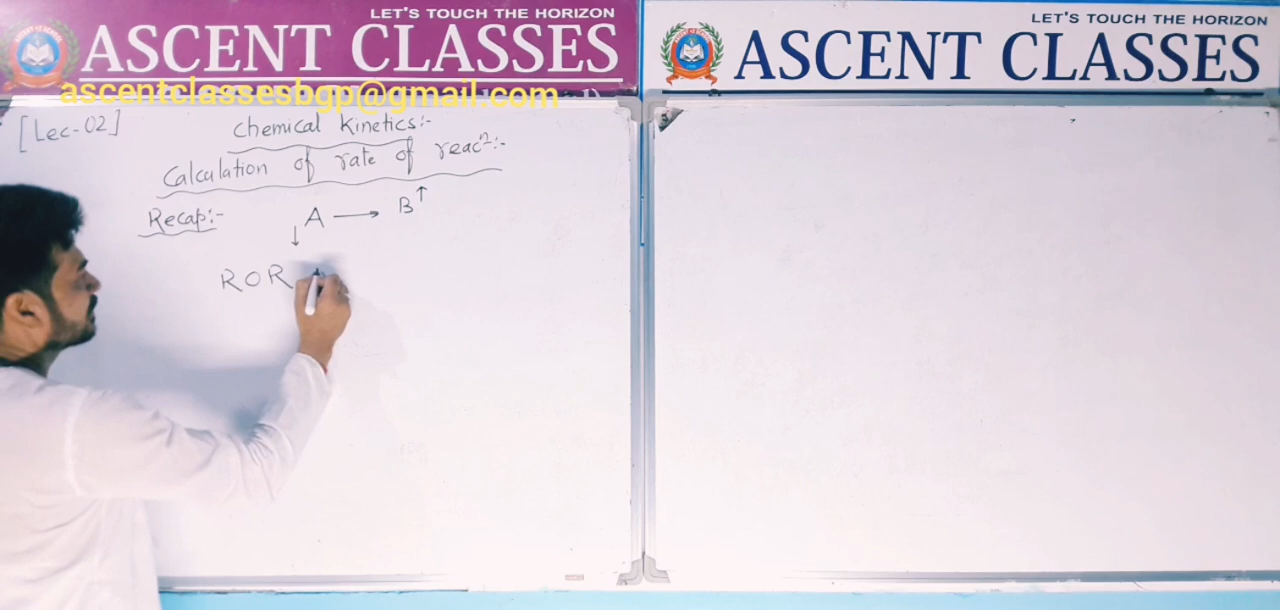 LET'S TOUCH THE HORIZON
ASCENT CLASSES
ascentclassesbgp@gmail.com
[Lec-02]
Chemical Kinetics:-
Calculation of rate of reacⁿ:-
Recap:-
A → B↑
↓
ROR
LET'S TOUCH THE HORIZON
ASCENT CLASSES